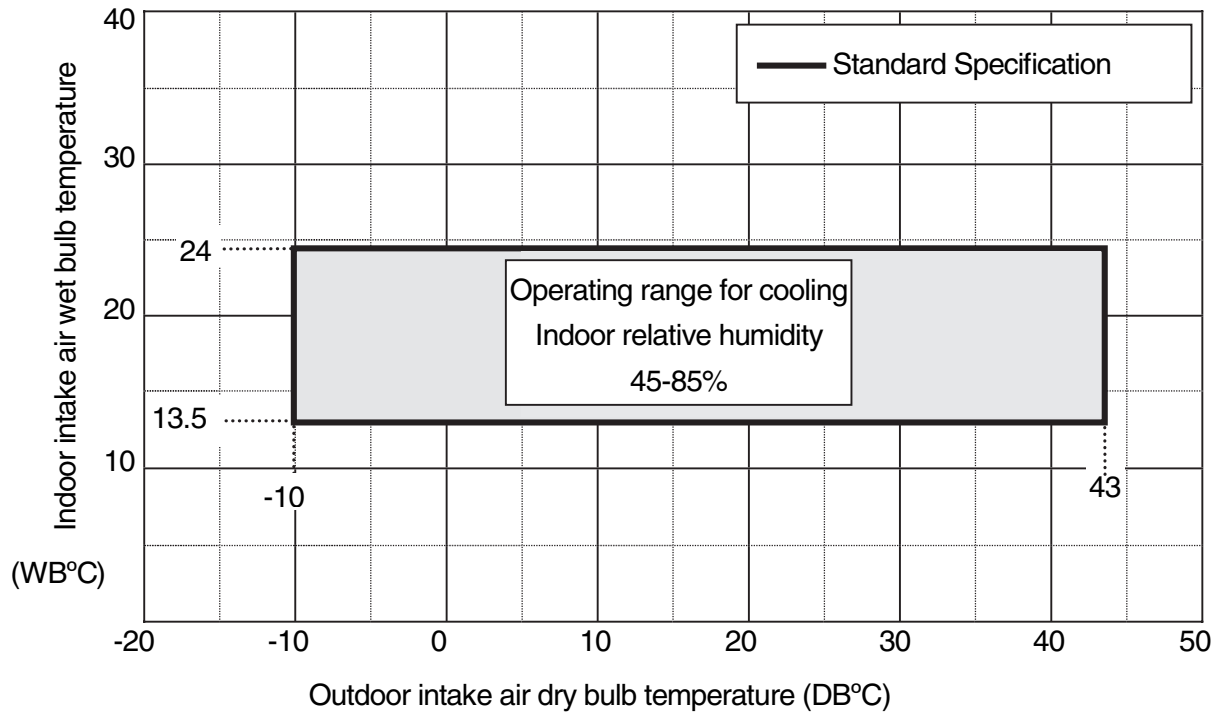 40
Standard Specification
Indoor intake air wet bulb temperature
30
24
Operating range for cooling
20
Indoor relative humidity
45-85%
13.5
10
-10
43
(WBºC)
-20 -10 0 10 20 30 40 50
Outdoor intake air dry bulb temperature (DBºC)